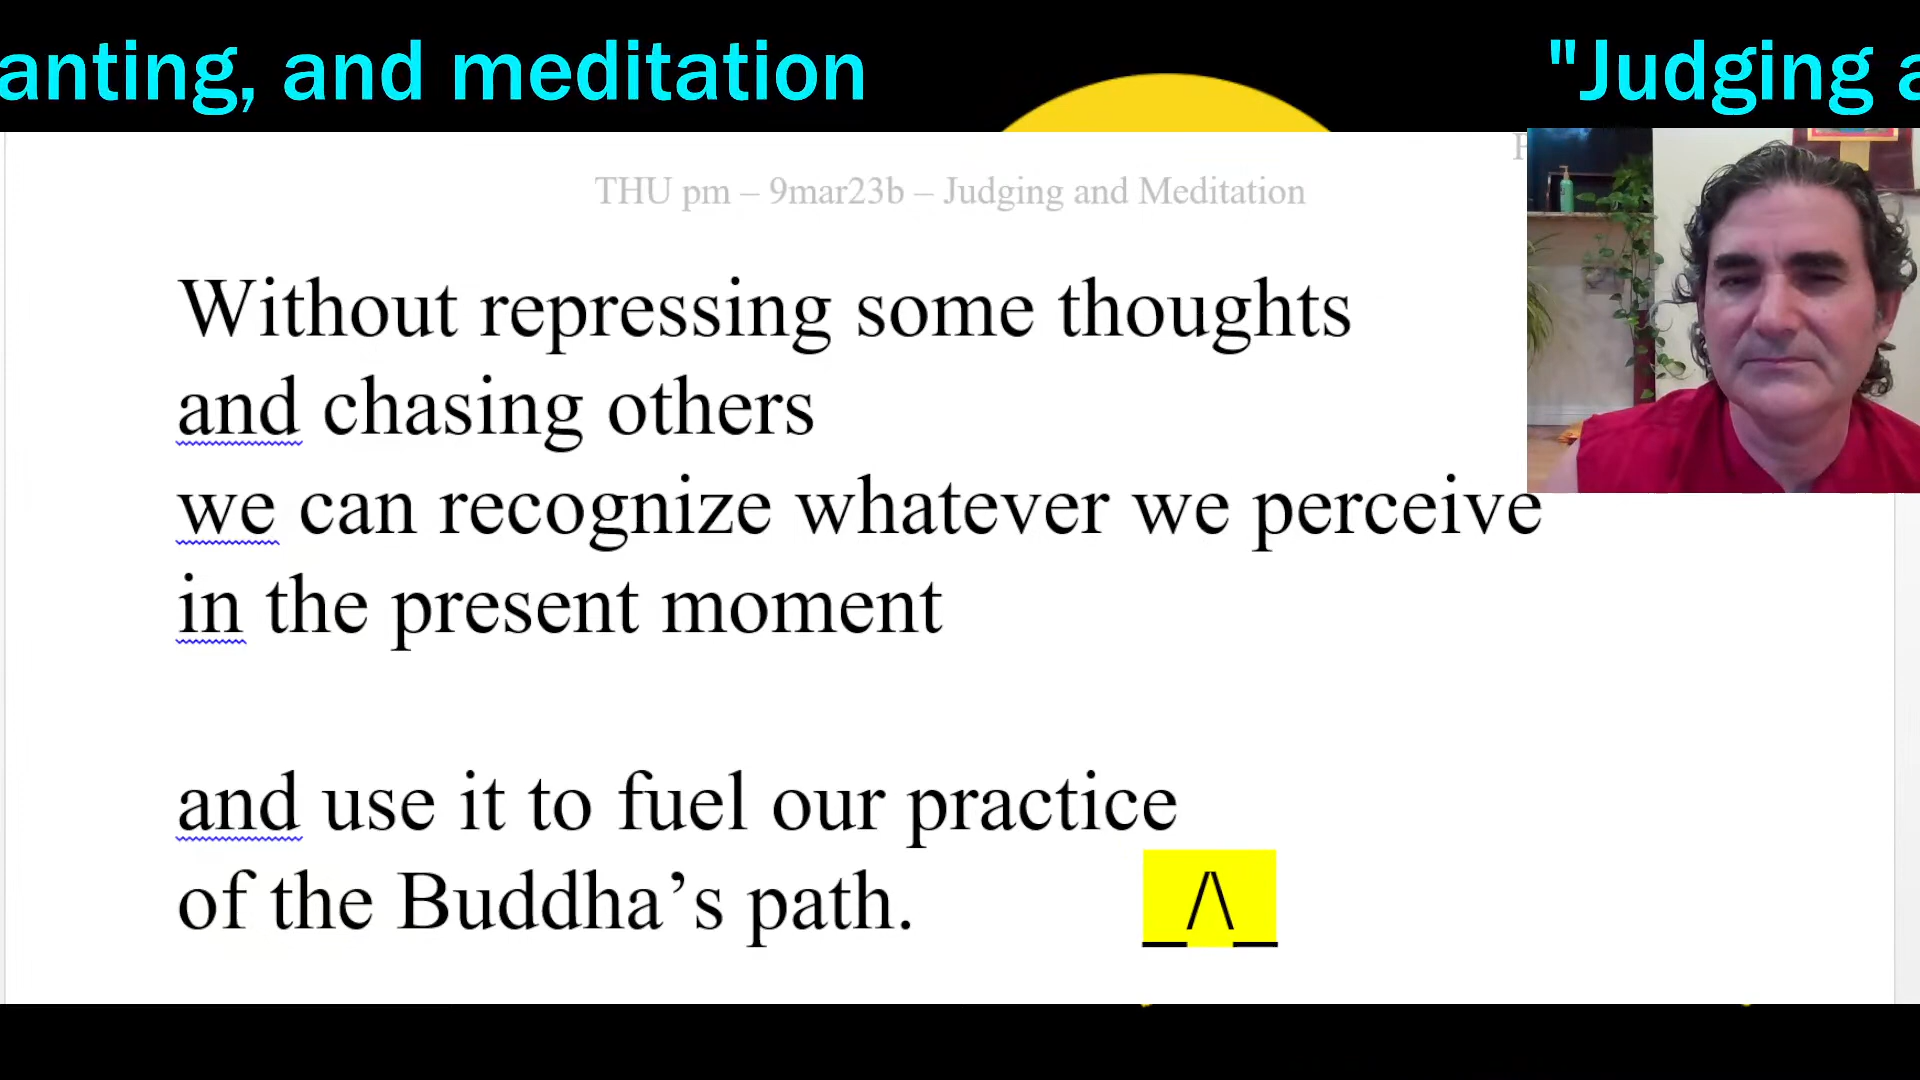 anting, and meditation
"Judging a
THU pm – 9mar23b – Judging and Meditation
Without repressing some thoughts
and chasing others
we can recognize whatever we perceive
in the present moment
and use it to fuel our practice
of the Buddha’s path. _/\_